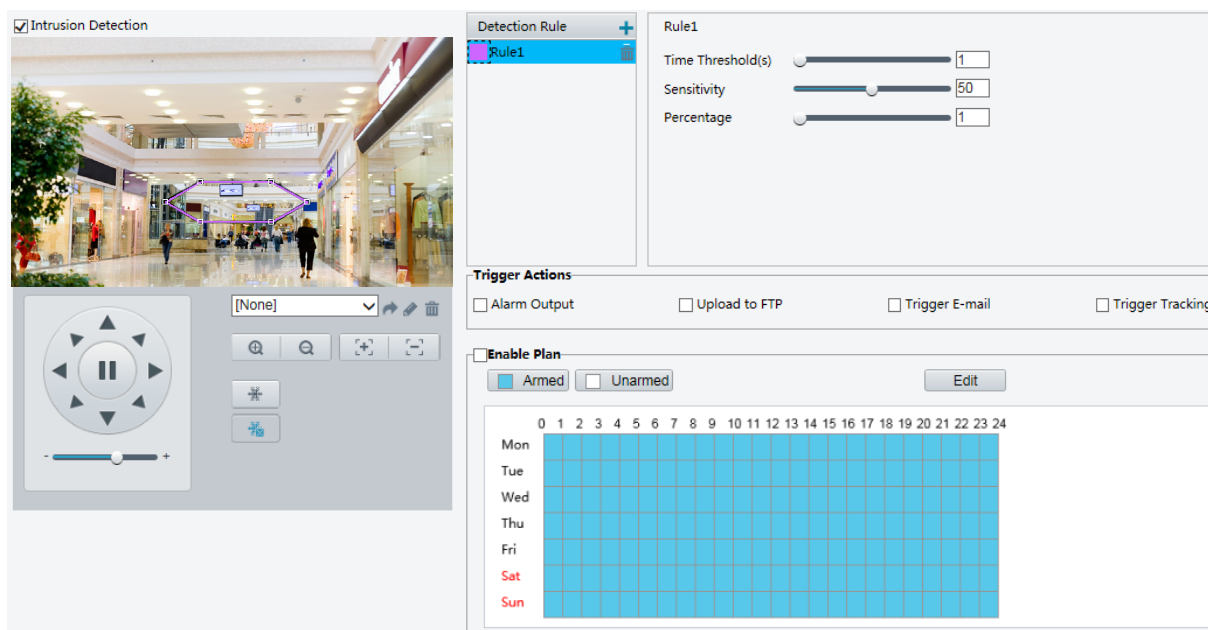 Intrusion Detection
[None]
- +
Detection Rule +
Rule1
Rule1
Time Threshold(s) 1
Sensitivity 50
Percentage 1
Trigger Actions
Alarm Output Upload to FTP Trigger E-mail Trigger Tracking
Enable Plan
Armed Unarmed Edit
0 1 2 3 4 5 6 7 8 9 10 11 12 13 14 15 16 17 18 19 20 21 22 23 24
Mon
Tue
Wed
Thu
Fri
Sat
Sun